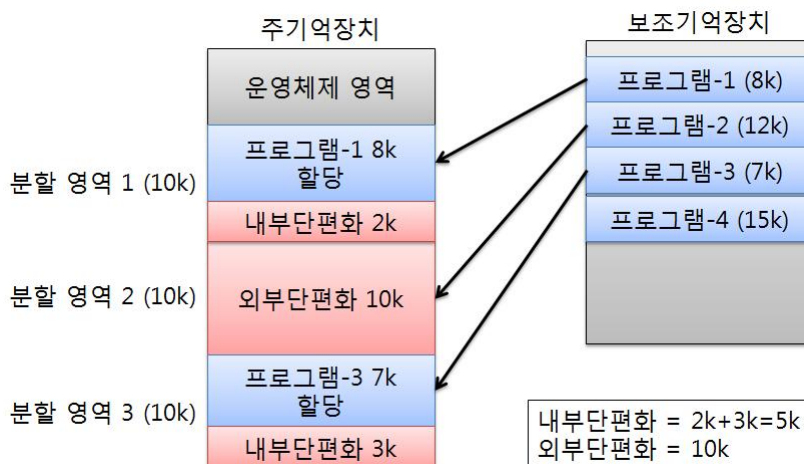 주기억장치
운영체제 영역
분할 영역 1 (10k)
프로그램-1 8k
할당
내부단편화 2k
분할 영역 2 (10k)
외부단편화 10k
분할 영역 3 (10k)
프로그램-3 7k
할당
내부단편화 3k
보조기억장치
프로그램-1 (8k)
프로그램-2 (12k)
프로그램-3 (7k)
프로그램-4 (15k)
내부단편화 = 2k+3k=5k
외부단편화 = 10k